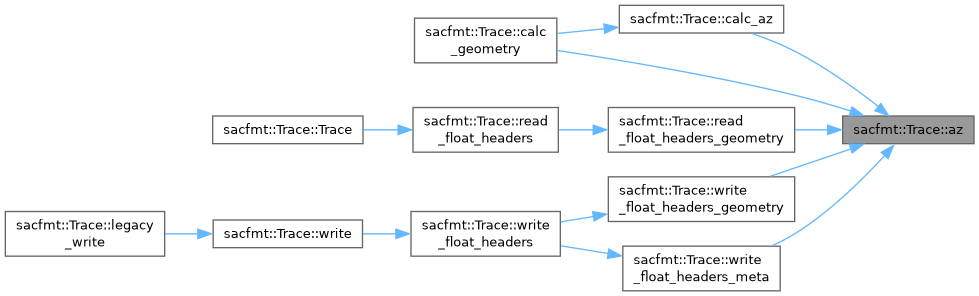 sacfmt::Trace::calc_az
sacfmt::Trace::calc
_geometry
sacfmt::Trace::Trace
sacfmt::Trace::read
_float_headers
sacfmt::Trace::read
_float_headers_geometry
sacfmt::Trace::az
sacfmt::Trace::write
_float_headers_geometry
sacfmt::Trace::legacy
_write
sacfmt::Trace::write
sacfmt::Trace::write
_float_headers
sacfmt::Trace::write
_float_headers_meta